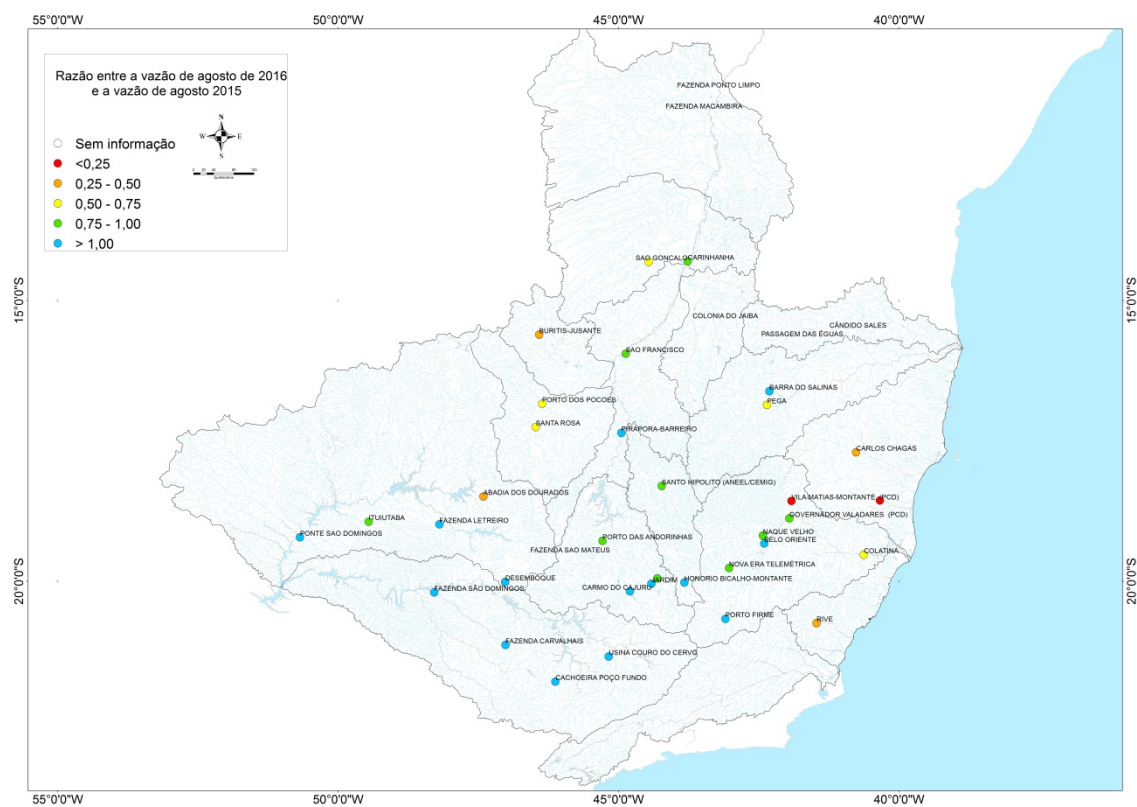 55°0'0"W 50°0'0"W 45°0'0"W 40°0'0"W
Razão entre a vazão de agosto de 2016
e a vazão de agosto 2015
N
W E
S
Sem informação
<0,25
0,25 - 0,50
0,50 - 0,75
0,75 - 1,00
> 1,00
FAZENDA PONTO LIMPO
FAZENDA MACAMBIRA
SAO GONCALO
CARINHANHA
15°0'0"S 15°0'0"S
COLONIA DO JAIBA
CÂNDIDO SALES
PASSAGEM DAS ÉGUAS
BURITIS-JUSANTE
SAO FRANCISCO
BARRA DO SALINAS
PORTO DOS POCOES
PEGA
SANTA ROSA
PIRAPORA-BARREIRO
CARLOS CHAGAS
SANTO HIPOLITO (ANEEL/CEMIG)
ABADIA DOS DOURADOS
VILA MATIAS-MONTANTE (PCD)
GOVERNADOR VALADARES (PCD)
ITUIUTABA
FAZENDA LETREIRO
PONTE SAO DOMINGOS
PORTO DAS ANDORINHAS
NAQUE VELHO
BELO ORIENTE
FAZENDA SAO MATEUS
COLATINA
NOVA ERA TELEMÉTRICA
20°0'0"S 20°0'0"S
DESEMBOQUE
JARDIM
HONORIO BICALHO-MONTANTE
FAZENDA SÃO DOMINGOS
CARMO DO CAJURU
PORTO FIRME
RIVE
FAZENDA CARVALHAIS
USINA COURO DO CERVO
CACHOEIRA POÇO FUNDO
55°0'0"W 50°0'0"W 45°0'0"W 40°0'0"W